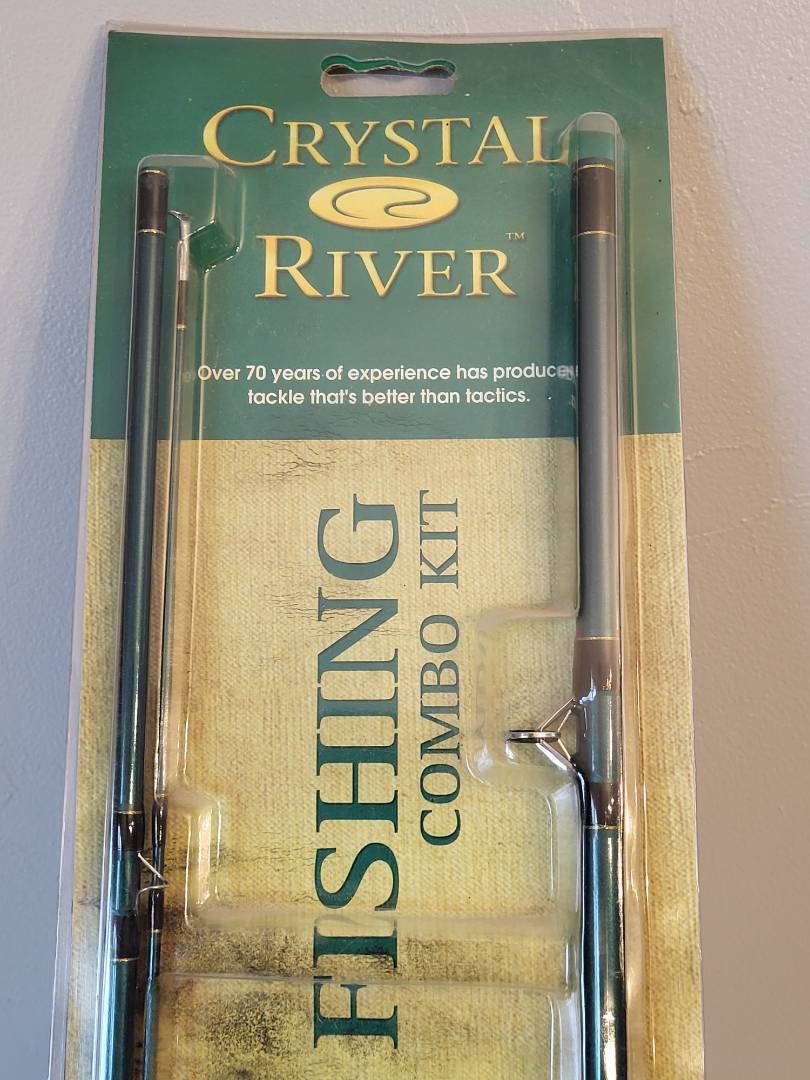 CRYSTAL
RIVER™
Over 70 years of experience has produced
tackle that's better than tactics.
FISHING
COMBO KIT